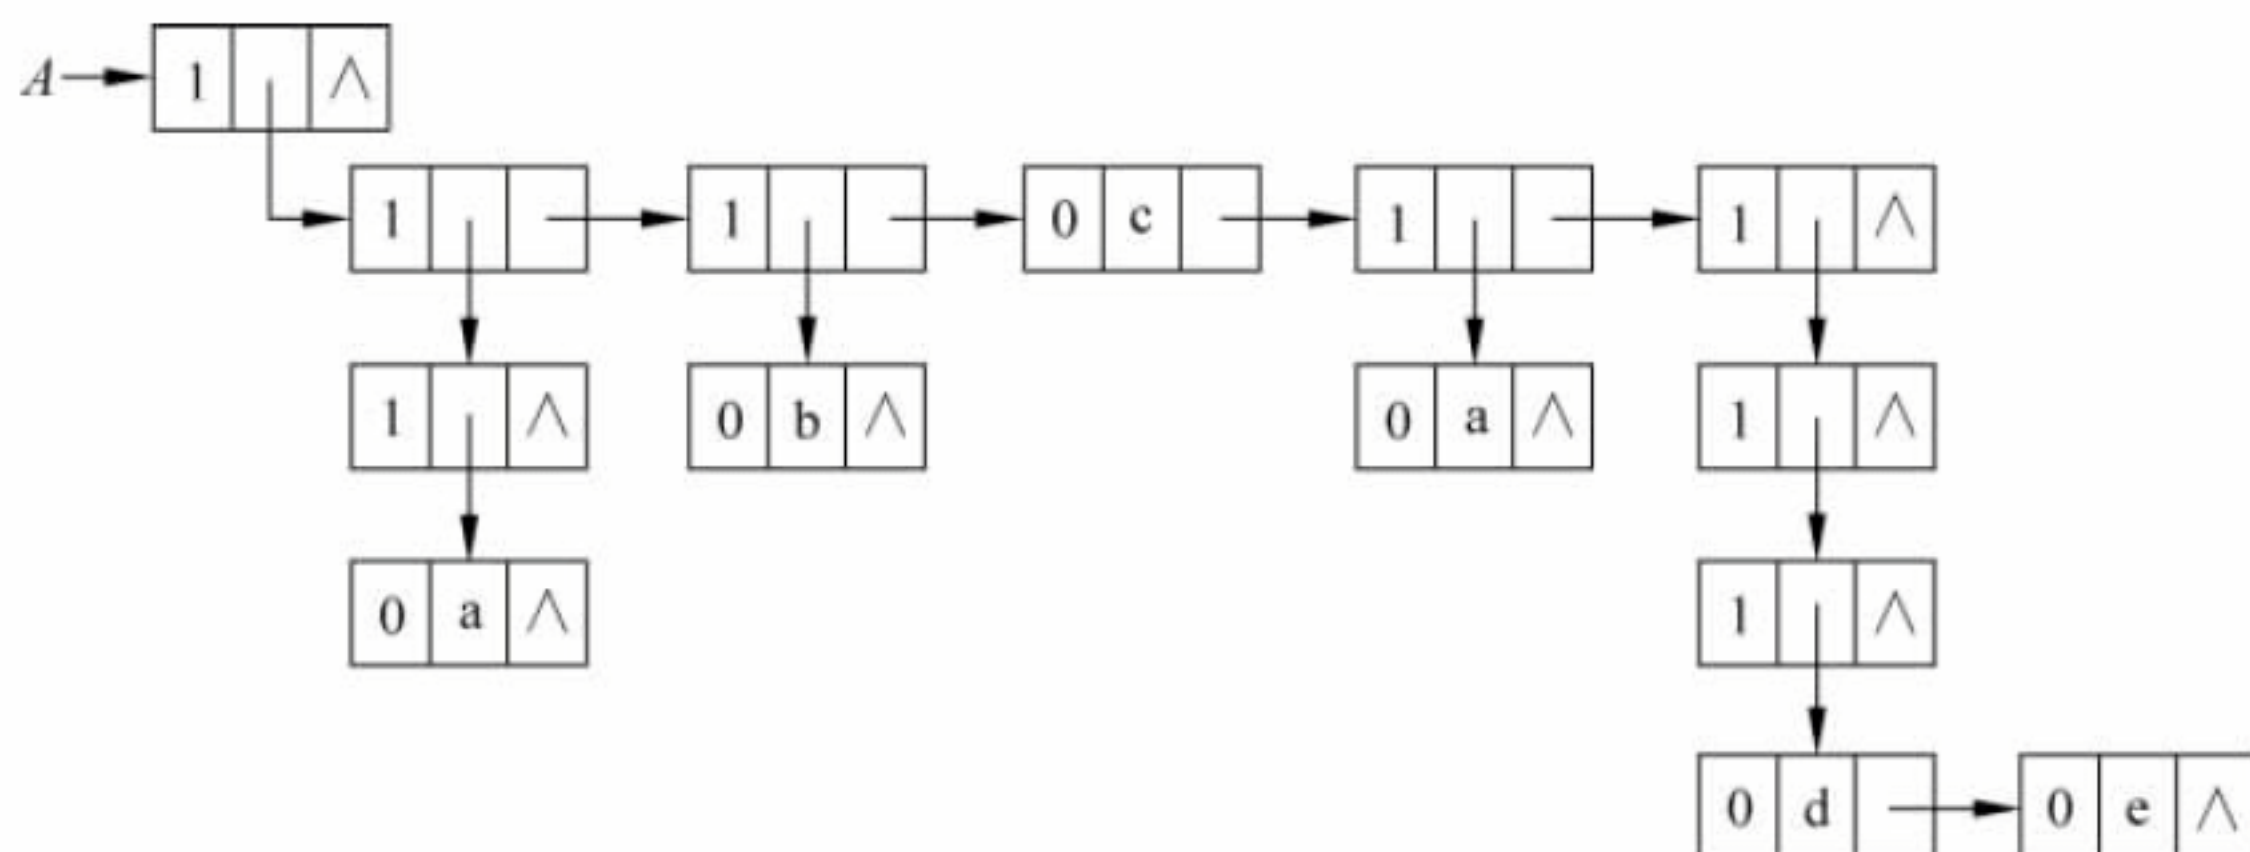 A 1 ∧
1 1 0 c 1 1 ∧
1 ∧ 0 b ∧ 0 a ∧ 1 ∧
0 a ∧ 1 ∧
0 d 0 e ∧